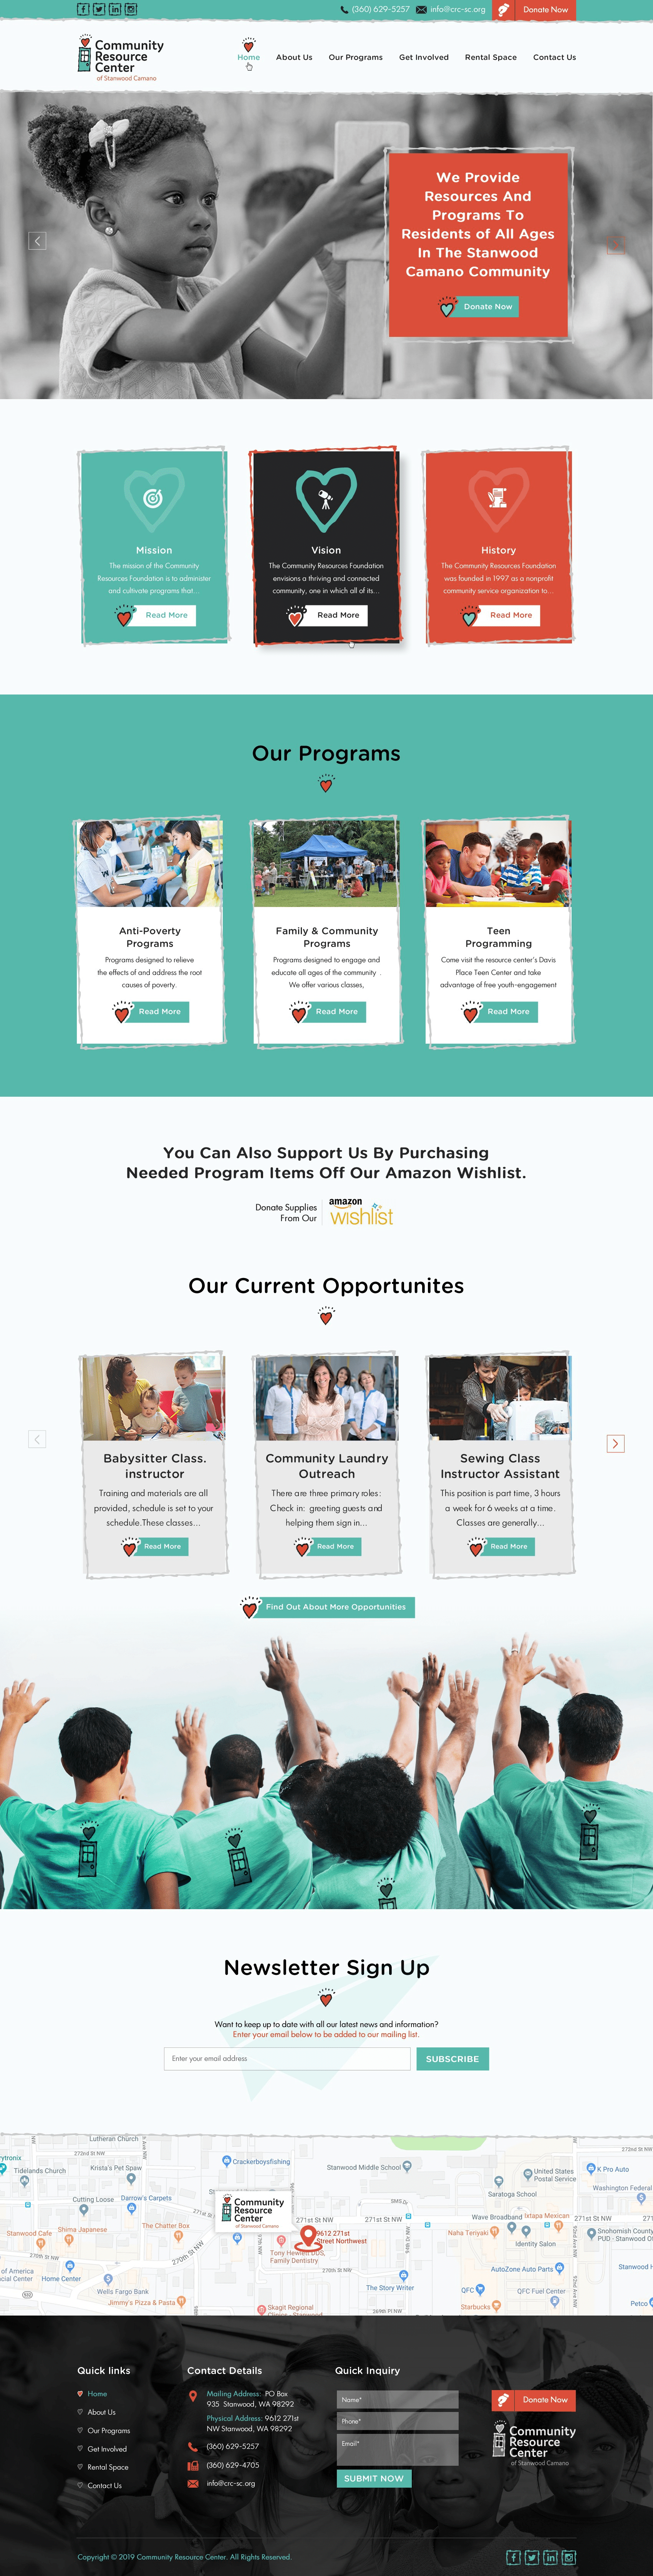 (360) 629-5257
info@crc-sc.org
Donate Now
Community
Resource
Center
of Stanwood Camano
Home
About Us
Our Programs
Get Involved
Rental Space
Contact Us
We Provide
Resources And
Programs To
Residents of All Ages
In The Stanwood
Camano Community
Donate Now
Mission
The mission of the Community
Resources Foundation is to administer
and cultivate programs that...
Read More
Vision
The Community Resources Foundation
envisions a thriving and connected
community, one in which all of its...
Read More
History
The Community Resources Foundation
was founded in 1997 as a nonprofit
community service organization to...
Read More
Our Programs
Anti-Poverty
Programs
Programs designed to relieve
the effects of and address the root
causes of poverty.
Read More
Family & Community
Programs
Programs designed to engage and
educate all ages of the community .
We offer various classes,
Read More
Teen
Programming
Come visit the resource center's Davis
Place Teen Center and take
advantage of free youth-engagement
Read More
You Can Also Support Us By Purchasing
Needed Program Items Off Our Amazon Wishlist.
Donate Supplies
From Our
amazon
wishlist
Our Current Opportunites
Babysitter Class.
instructor
Training and materials are all
provided, schedule is set to your
schedule.These classes...
Read More
Community Laundry
Outreach
There are three primary roles:
Check in: greeting guests and
helping them sign in...
Read More
Sewing Class
Instructor Assistant
This position is part time, 3 hours
a week for 6 weeks at a time.
Classes are generally...
Read More
Find Out About More Opportunities
Newsletter Sign Up
Want to keep up to date with all our latest news and information?
Enter your email below to be added to our mailing list.
Enter your email address
SUBSCRIBE
Lutheran Church
272nd St NW
272nd St NW
Tidelands Church
Krista's Pet Spaw
Crackerboyfishing
Stanwood Middle School
United States
Postal Service
K Pro Auto
Saratoga School
Washington Federal
Cutting Loose
Darrow's Carpets
Community
Resource
Center
of Stanwood Camano
Stanwood Cafe
Shima Japanese
The Chatter Box
271st St NW
271st St NW
Wave Broadband
Ixtapa Mexican
271st St NW
9612 271st
Street Northwest
Naha Teriyaki
Identity Salon
Snohomish County
PUD - Stanwood
270th St NW
270th St NW
Tony Hewitt, DDS,
Family Dentistry
270th St NW
of America
Home Center
AutoZone Auto Parts
Stanwood
Wells Fargo Bank
The Story Writer
QFC
QFC Fuel Center
Jimmy's Pizza & Pasta
Skagit Regional
Starbucks
Petco
269th Pl NW
Quick links
Home
About Us
Our Programs
Get Involved
Rental Space
Contact Us
Contact Details
Mailing Address: PO Box
935 Stanwood, WA 98292
Physical Address: 9612 271st
NW Stanwood, WA 98292
(360) 629-5257
(360) 629-4705
info@crc-sc.org
Quick Inquiry
Name*
Phone*
Email*
SUBMIT NOW
Donate Now
Community
Resource
Center
of Stanwood Camano
Copyright © 2019 Community Resource Center. All Rights Reserved.